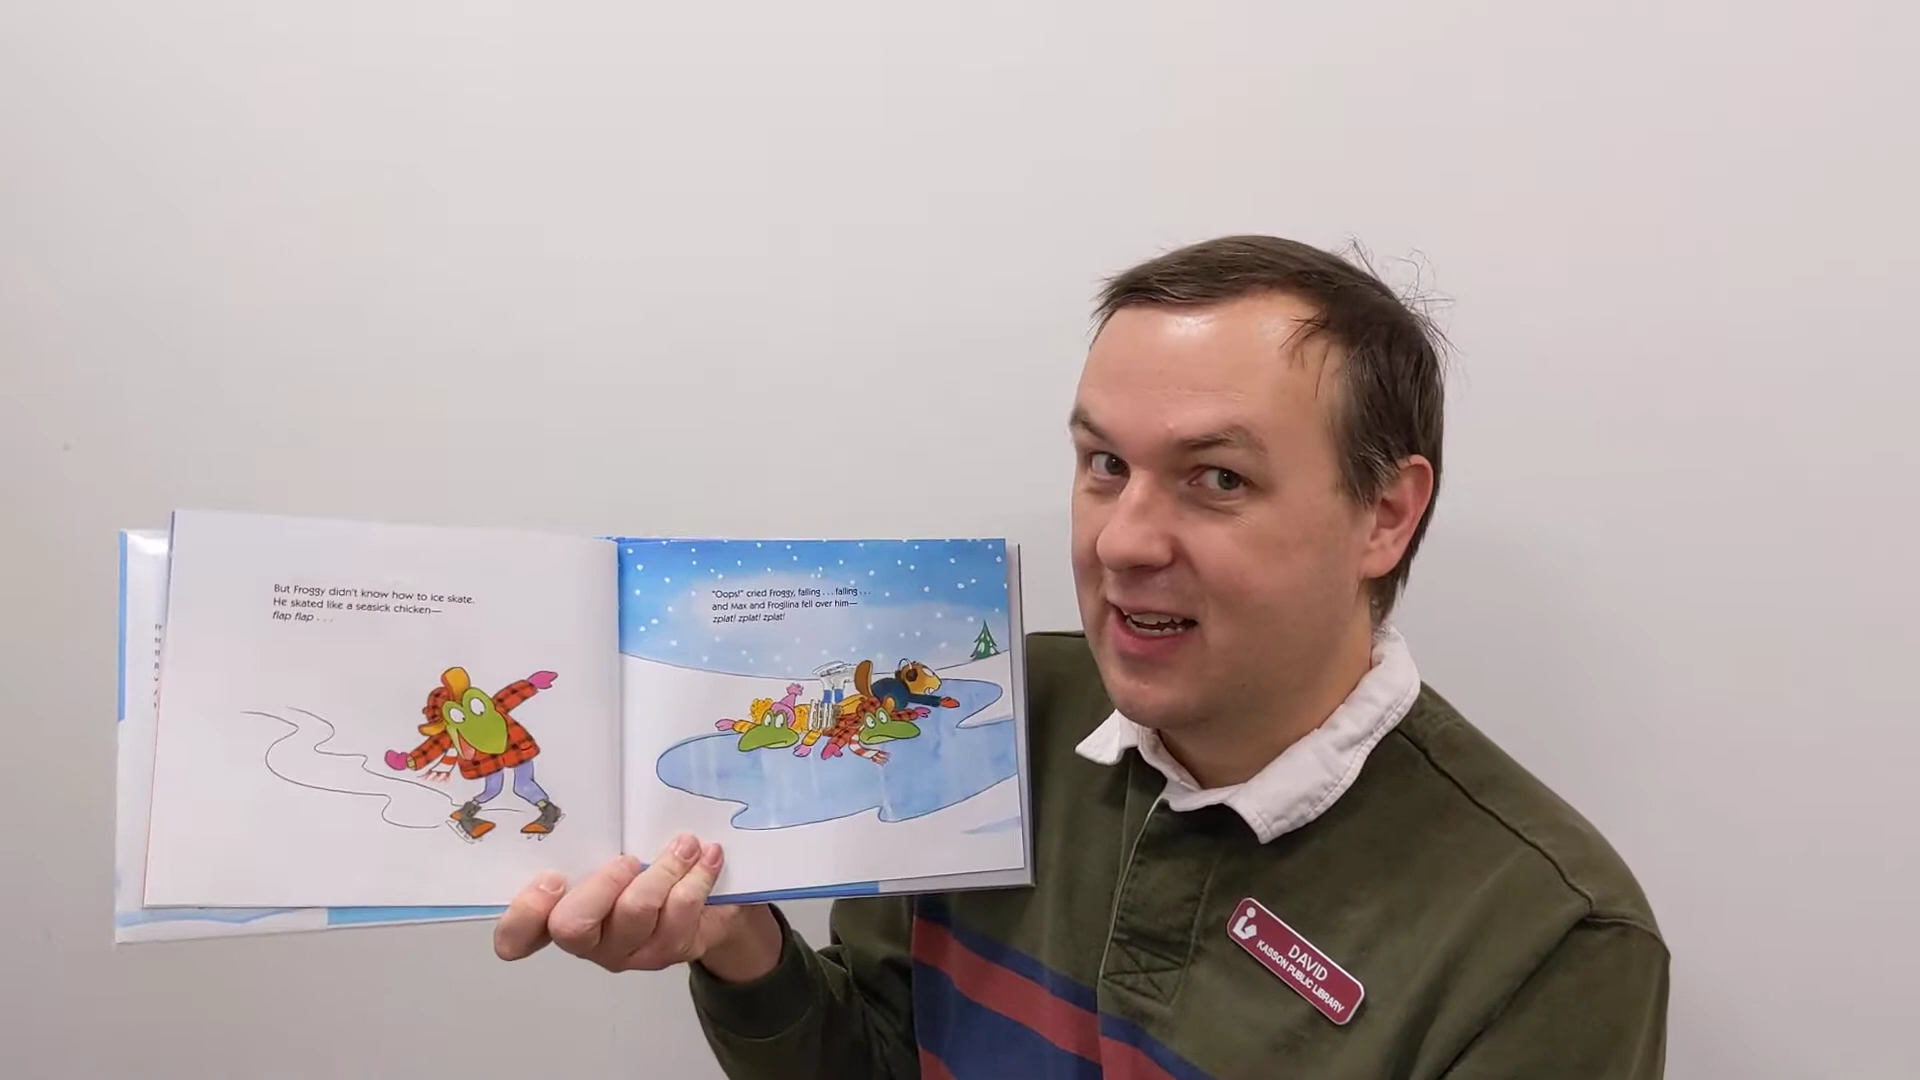 But Froggy didn't know how to ice skate.
He skated like a seasick chicken—
flap flap . . .
"Oops!" cried Froggy, falling . . . falling . . .
and Max and Frogilina fell over him—
zplat! zplat! zplat!
DAVID
KASSON PUBLIC LIBRARY